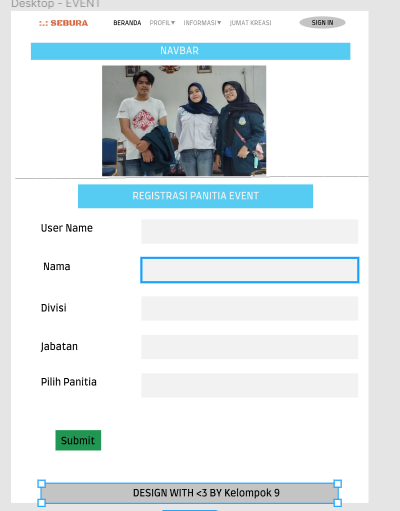 Desktop - EVENT
SEBURA BERANDA PROFIL▾ INFORMASI▾ JUMAT KREASI SIGN IN
NAVBAR
REGISTRASI PANITIA EVENT
User Name
Nama
Divisi
Jabatan
Pilih Panitia
Submit
DESIGN WITH <3 BY Kelompok 9